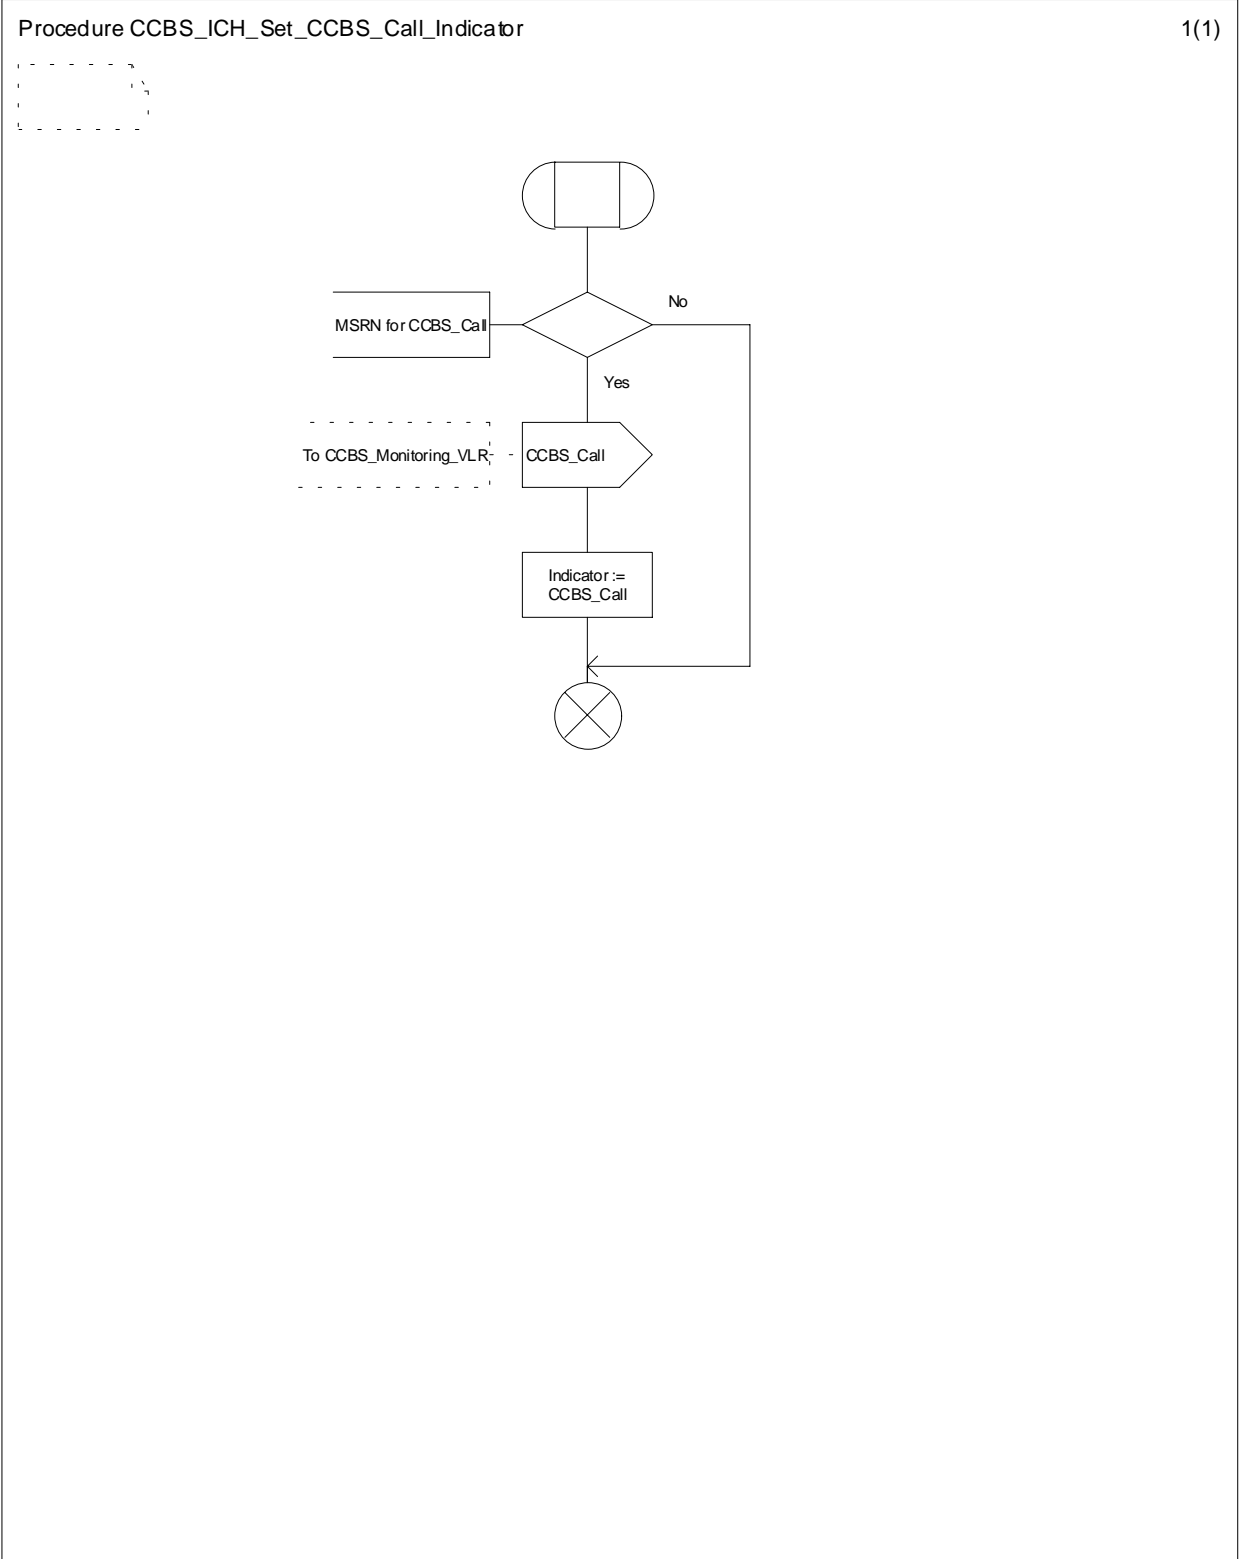 Procedure CCBS_ICH_Set_CCBS_Call_Indicator
1(1)
No
MSRN for CCBS_Call
Yes
To CCBS_Monitoring_VLR
CCBS_Call
Indicator :=
CCBS_Call